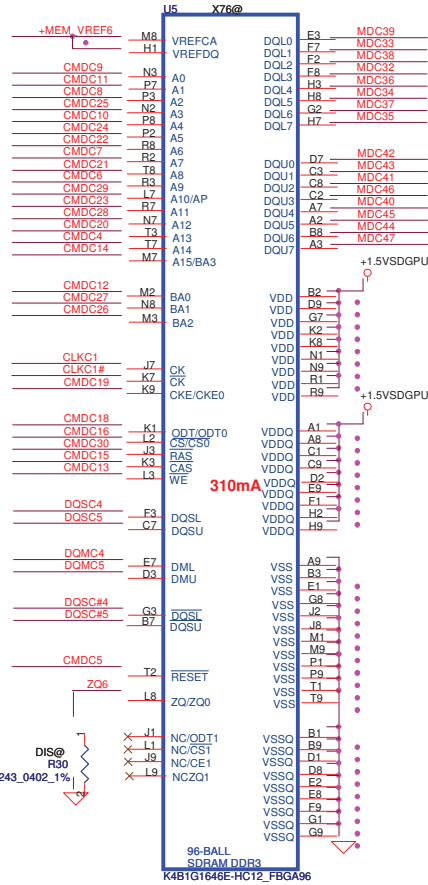 U5 X76@
+MEM_VREF6 M8 VREFCA
H1 VREFDQ
CMDC9 N3 A0
CMDC11 P7 A1
CMDC8 P3 A2
CMDC25 N2 A3
CMDC10 P8 A4
CMDC24 P2 A5
CMDC22 R8 A6
CMDC7 R2 A7
CMDC21 T8 A8
CMDC6 R3 A9
CMDC29 L7 A10/AP
CMDC23 R7 A11
CMDC28 N7 A12
CMDC20 T3 A13
CMDC4 T7 A14
CMDC14 M7 A15/BA3
CMDC12 M2 BA0
CMDC27 N8 BA1
CMDC26 M3 BA2
CLKC1 J7 CK
CLKC1# K7 CK
CMDC19 K9 CKE/CKE0
CMDC18 K1 ODT/ODT0
CMDC16 L2 CS/CS0
CMDC30 J3 RAS
CMDC15 K3 CAS
CMDC13 L3 WE
DQSC4 F3 DQSL
DQSC5 C7 DQSU
DQMC4 E7 DML
DQMC5 D3 DMU
DQSC#4 G3 DQSL
DQSC#5 B7 DQSU
CMDC5 T2 RESET
ZQ6 L8 ZQ/ZQ0
J1 NC/ODT1
L1 NC/CS1
J9 NC/CE1
L9 NCZQ1
1
DIS@
R30
243_0402_1%
2
DQL0 E3 MDC39
DQL1 F7 MDC33
DQL2 F2 MDC38
DQL3 F8 MDC32
DQL4 H3 MDC36
DQL5 H8 MDC34
DQL6 G2 MDC37
DQL7 H7 MDC35
DQU0 D7 MDC42
DQU1 C3 MDC43
DQU2 C8 MDC41
DQU3 C2 MDC46
DQU4 A7 MDC40
DQU5 A2 MDC45
DQU6 B8 MDC44
DQU7 A3 MDC47
+1.5VSDGPU
VDD B2
VDD D9
VDD G7
VDD K2
VDD K8
VDD N1
VDD N9
VDD R1
VDD R9
+1.5VSDGPU
VDDQ A1
VDDQ A8
VDDQ C1
VDDQ C9
VDDQ D2
310mA
VDDQ E9
VDDQ F1
VDDQ H2
VDDQ H9
VSS A9
VSS B3
VSS E1
VSS G8
VSS J2
VSS J8
VSS M1
VSS M9
VSS P1
VSS P9
VSS T1
VSS T9
VSSQ B1
VSSQ B9
VSSQ D1
VSSQ D8
VSSQ E2
VSSQ E8
VSSQ F9
VSSQ G1
VSSQ G9
96-BALL
SDRAM DDR3
K4B1G1646E-HC12_FBGA96